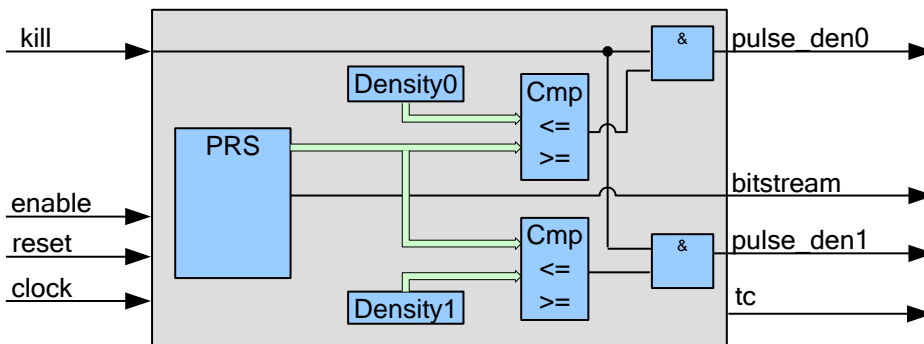 kill
&
pulse_den0
Density0
Cmp
<=
>=
PRS
enable
bitstream
reset
Cmp
<=
>=
&
pulse_den1
clock
Density1
tc